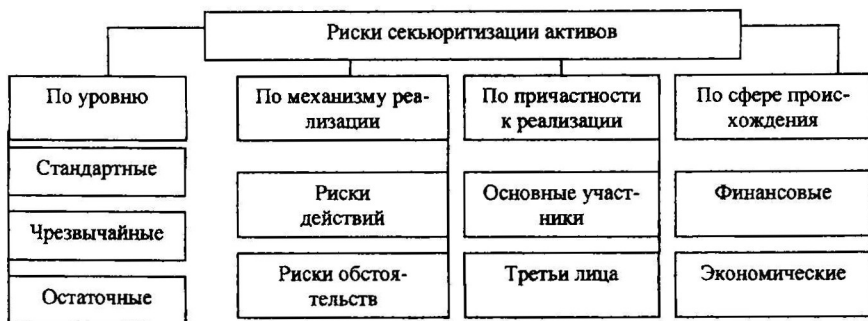 Риски секьюритизации активов
По уровню
По механизму реа-
лизации
По причастности
к реализации
По сфере проис-
хождения
Стандартные
Чрезвычайные
Остаточные
Риски
действий
Риски обстоя-
тельств
Основные участ-
ники
Третьи лица
Финансовые
Экономические